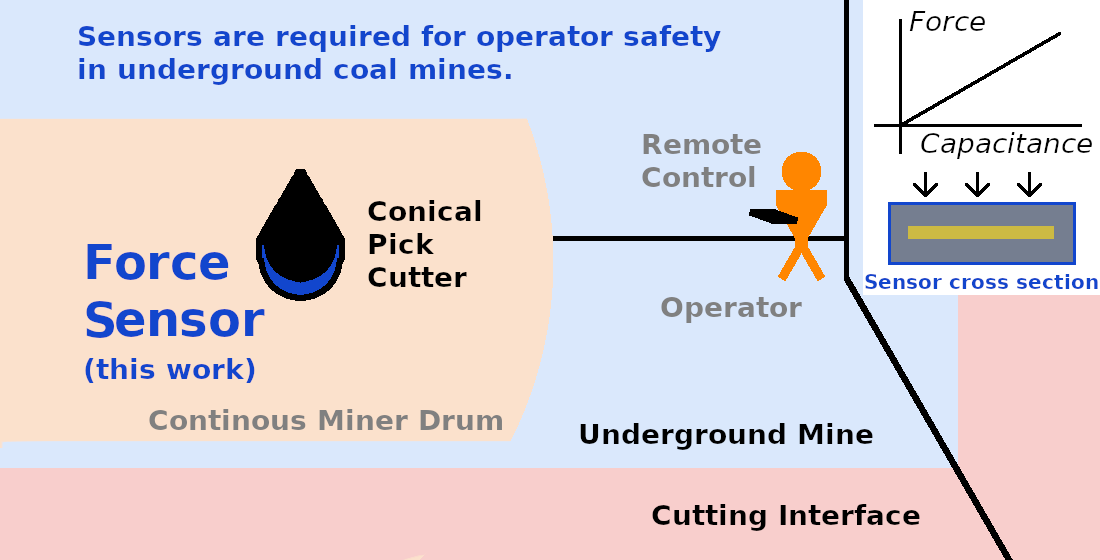 Sensors are required for operator safety
in underground coal mines.
Force
Capacitance
Sensor cross section
Remote
Control
Operator
Conical
Pick
Cutter
Force
Sensor
(this work)
Continous Miner Drum
Underground Mine
Cutting Interface